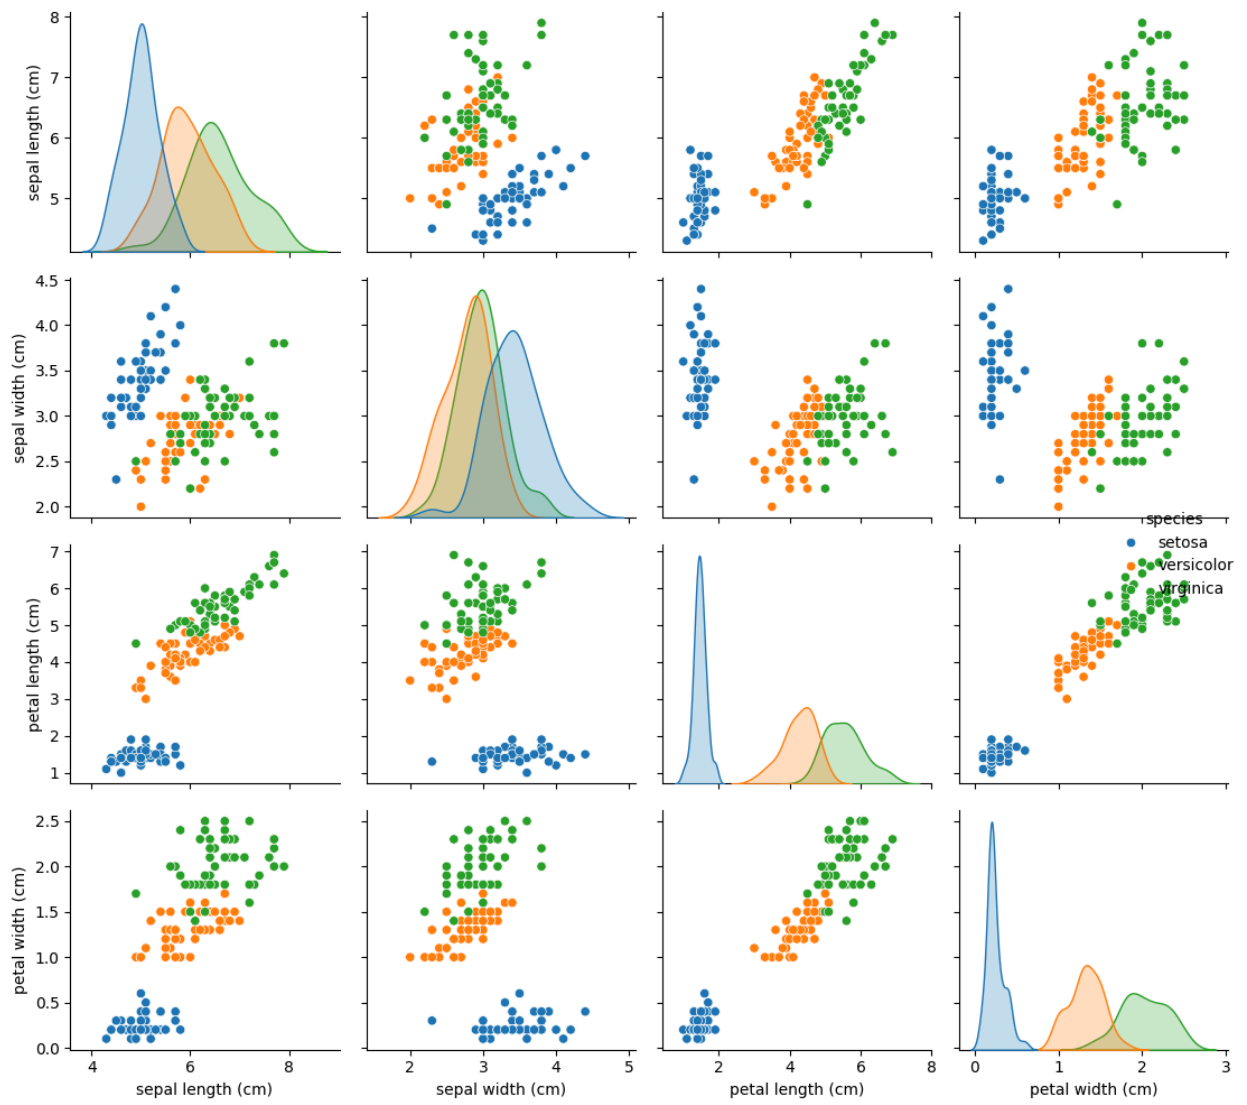 8
7
6
5
sepal length (cm)
4
6
8
4.5
4.0
3.5
3.0
2.5
2.0
sepal width (cm)
species
setosa
versicolor
virginica
7
6
5
4
3
2
1
petal length (cm)
2.5
2.0
1.5
1.0
0.5
0.0
petal width (cm)
4 6 8
2 3 4 5
2 4 6 8
0 1 2 3
sepal length (cm)
sepal width (cm)
petal length (cm)
petal width (cm)